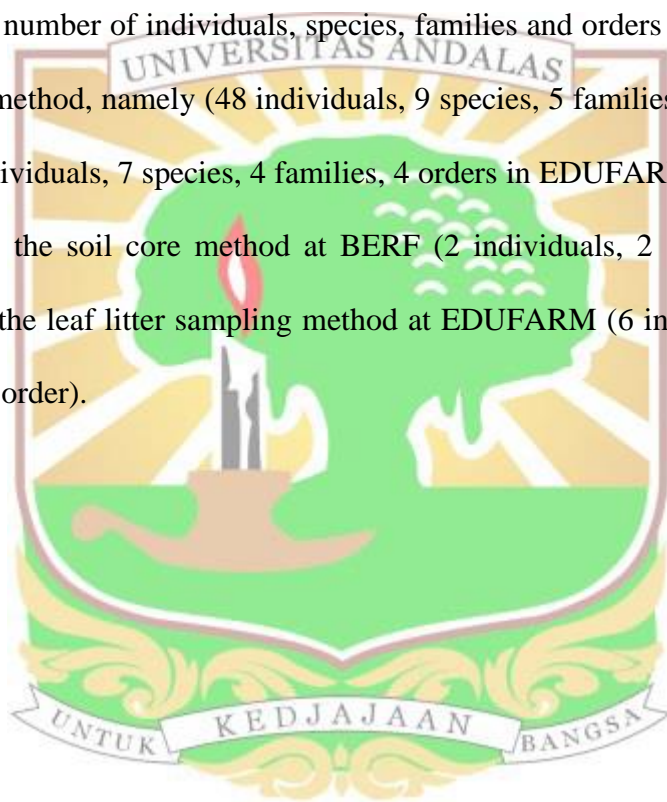 number of individuals, species, families and orders
UNIVERSITAS ANDALAS
method, namely (48 individuals, 9 species, 5 families
ividuals, 7 species, 4 families, 4 orders in EDUFAR
the soil core method at BERF (2 individuals, 2
the leaf litter sampling method at EDUFARM (6 in
order).
UNTUK KEDJAJAAN BANGSA